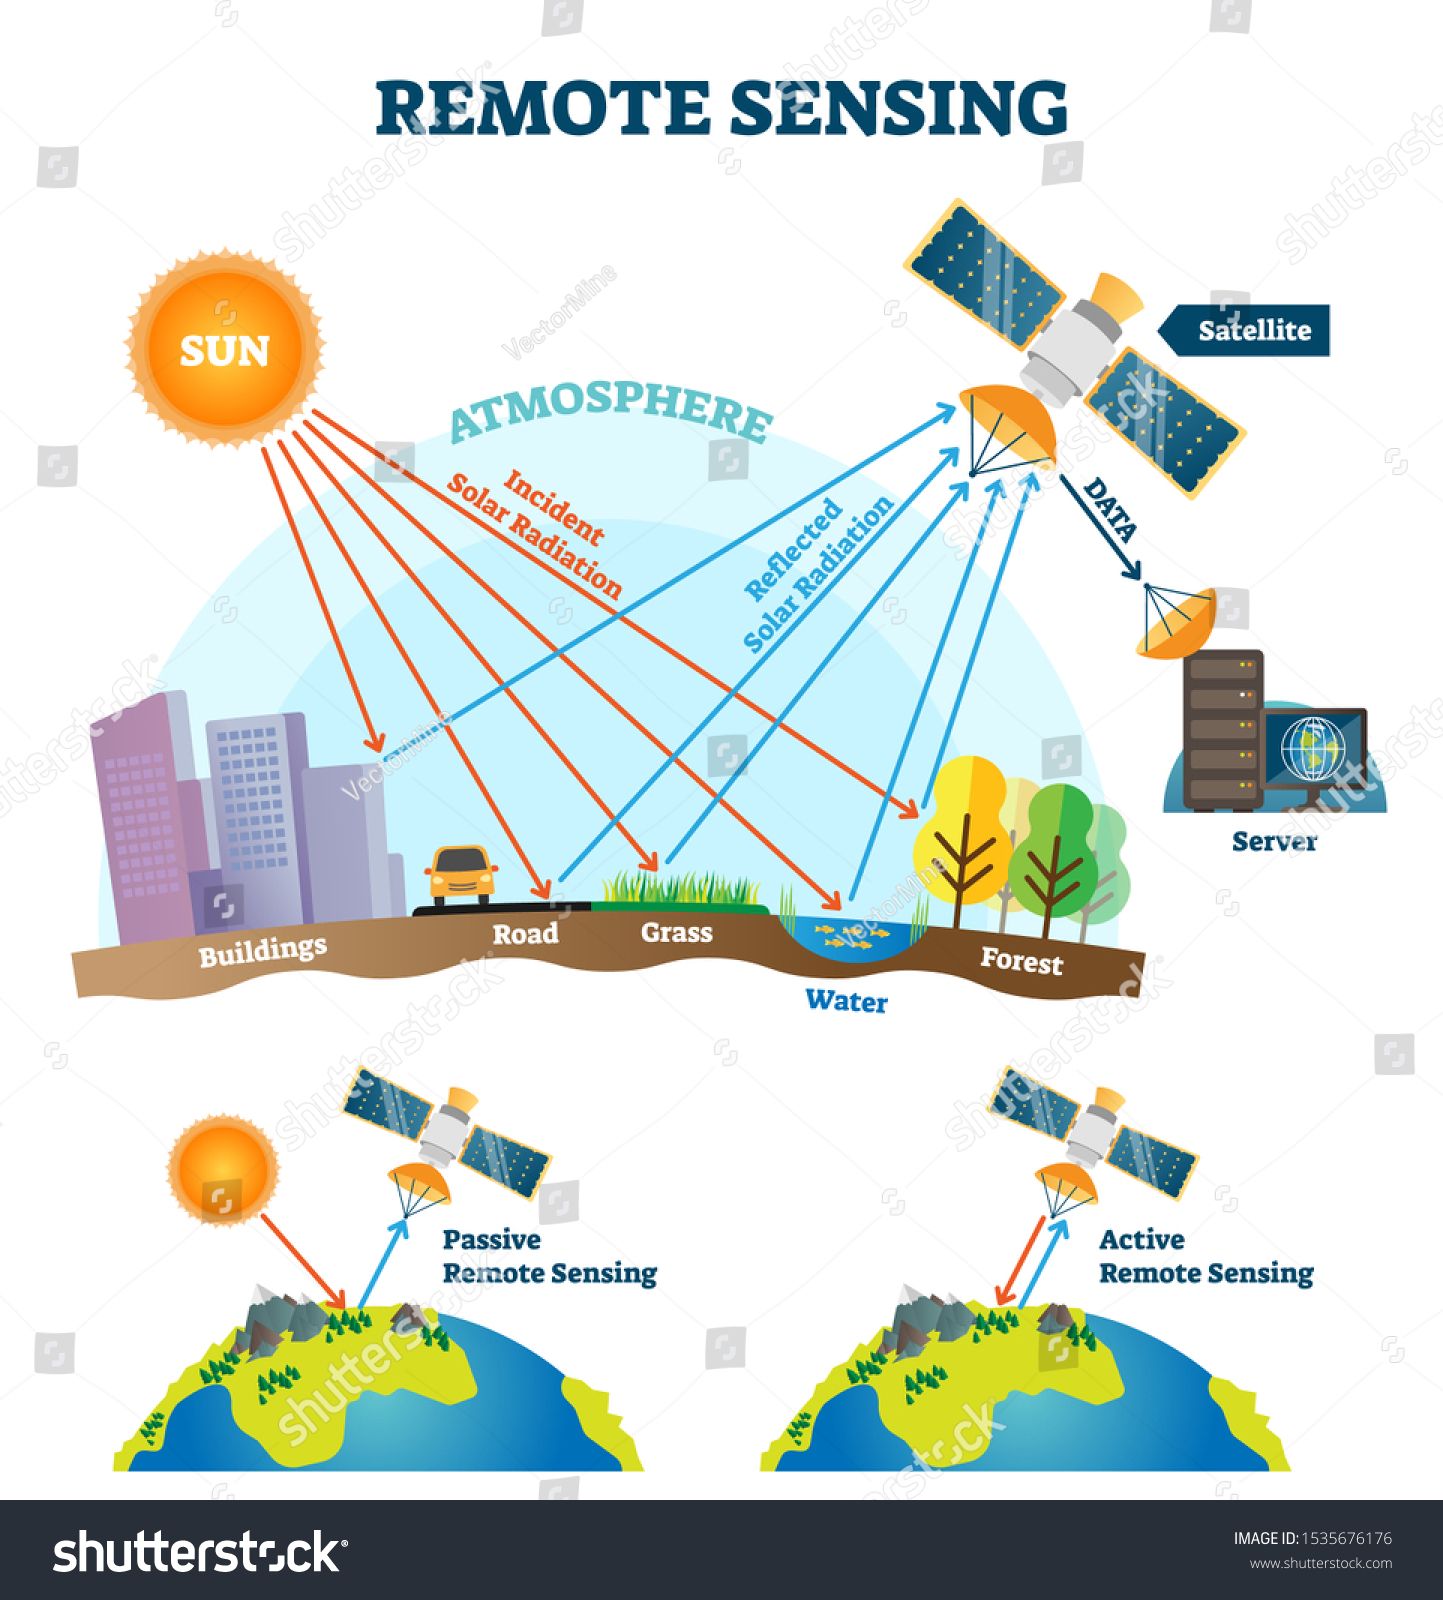 REMOTE SENSING
SUN
ATMOSPHERE
Satellite
Incident
Solar Radiation
Reflected
Solar Radiation
DATA
Server
Buildings
Road
Grass
Water
Forest
Passive
Remote Sensing
Active
Remote Sensing
shutterstock
VectorMine
IMAGE ID: 1535676176
www.shutterstock.com
shutterstock